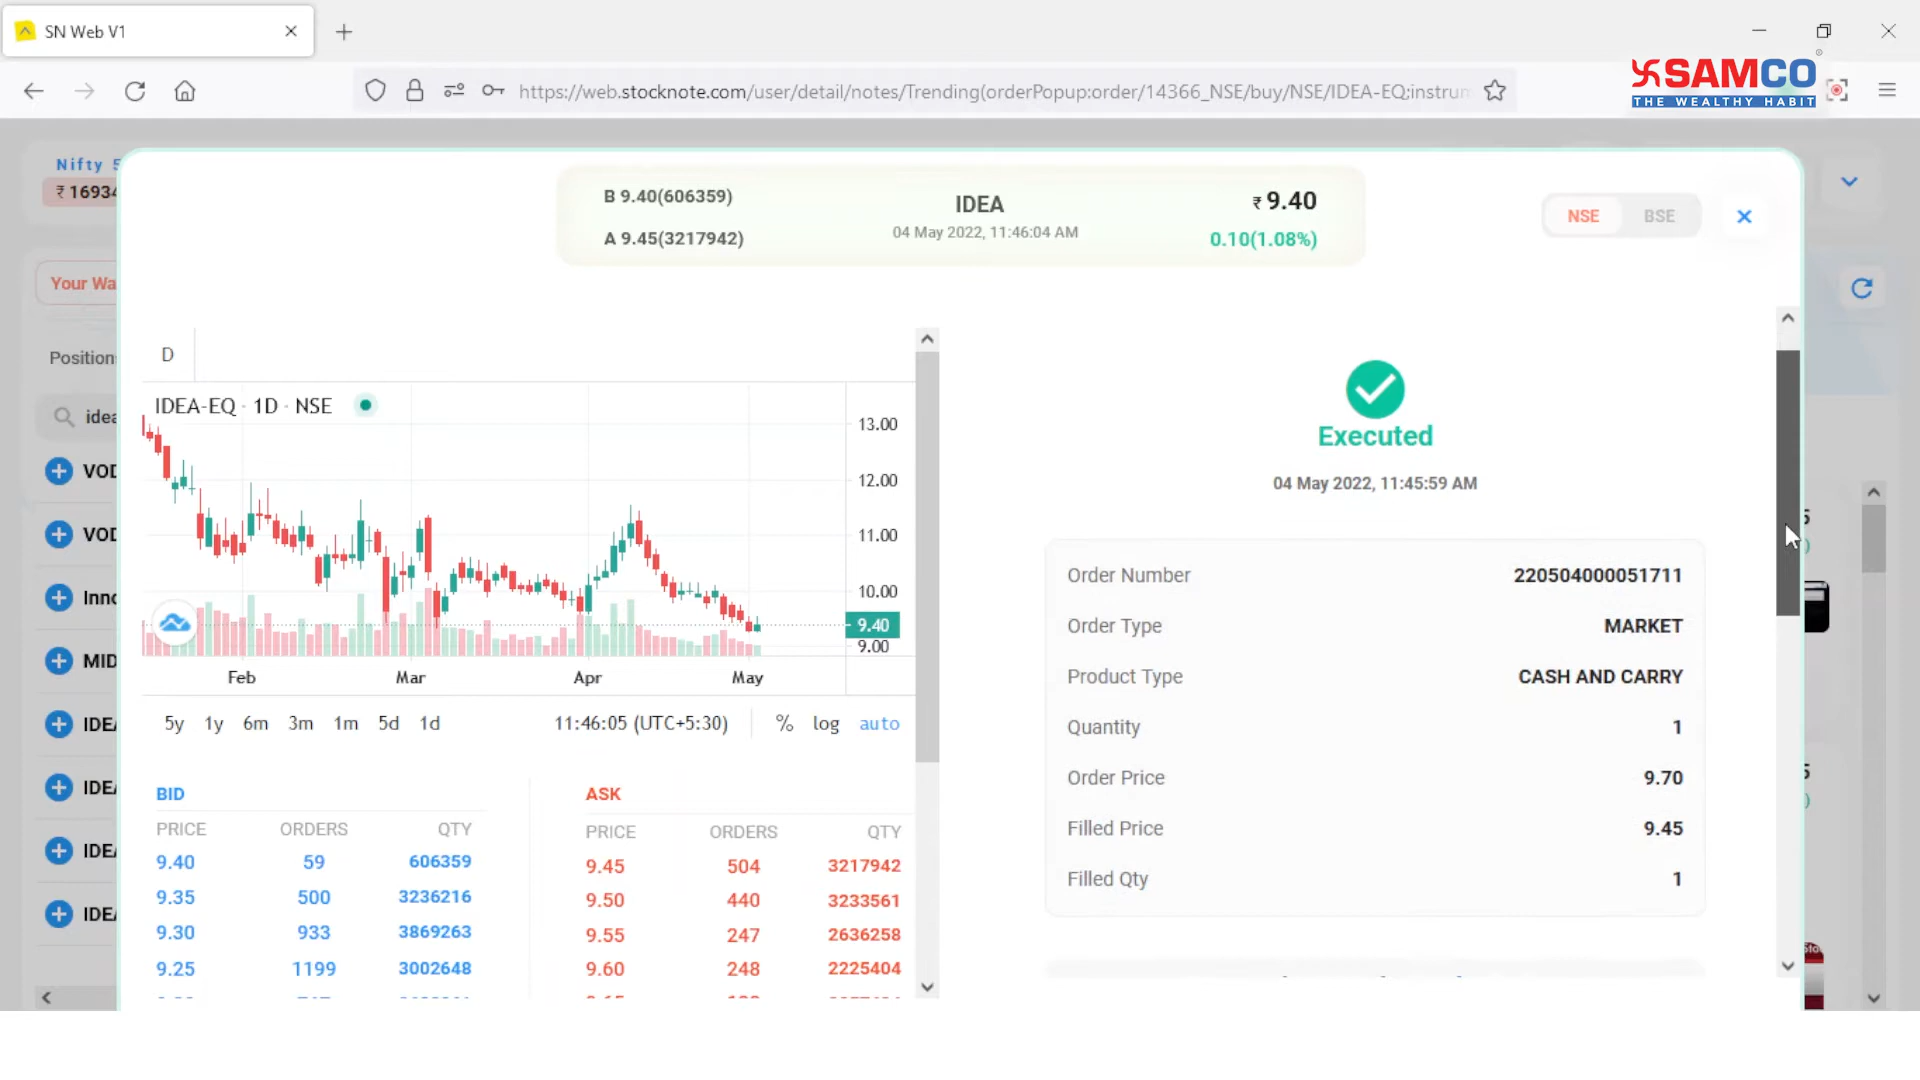 SN Web V1
https://web.stocknote.com/user/detail/notes/Trending(orderPopup:order/14366_NSE/buy/NSE/IDEA-EQ;instrum
SAMCO
THE WEALTHY HABIT
Nifty 5
₹ 16934
B 9.40(606359)
A 9.45(3217942)
IDEA
04 May 2022, 11:46:04 AM
₹ 9.40
0.10(1.08%)
NSE BSE
Your Wa
Position
idea
VOD
VOD
Inno
MID
IDEA
IDEA
IDEA
IDEA
D
IDEA-EQ · 1D · NSE
13.00
12.00
11.00
10.00
9.40
9.00
Feb Mar Apr May
5y 1y 6m 3m 1m 5d 1d 11:46:05 (UTC+5:30) % log auto
BID
PRICE ORDERS QTY
9.40 59 606359
9.35 500 3236216
9.30 933 3869263
9.25 1199 3002648
ASK
PRICE ORDERS QTY
9.45 504 3217942
9.50 440 3233561
9.55 247 2636258
9.60 248 2225404
Executed
04 May 2022, 11:45:59 AM
Order Number 220504000051711
Order Type MARKET
Product Type CASH AND CARRY
Quantity 1
Order Price 9.70
Filled Price 9.45
Filled Qty 1